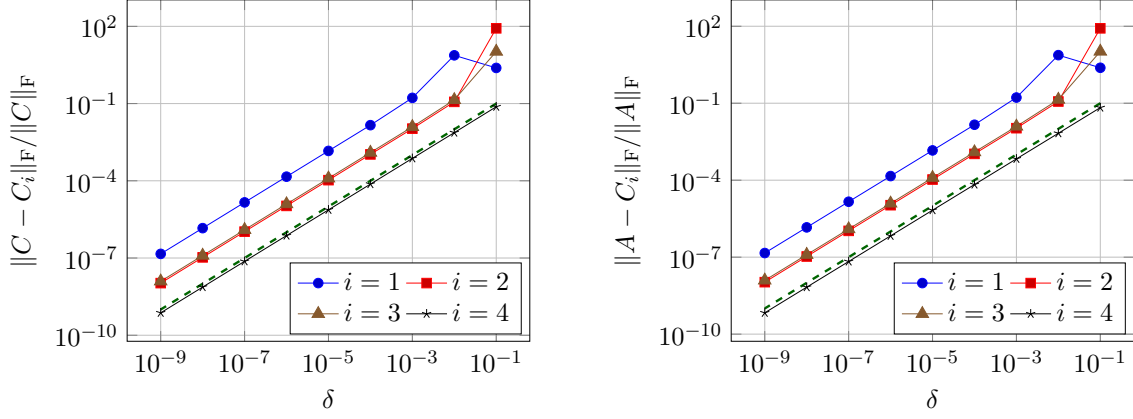 10^2
10^{-1}
10^{-4}
10^{-7}
10^{-10}
‖C − C_i‖_F/‖C‖_F
i = 1 i = 2
i = 3 i = 4
10^{-9} 10^{-7} 10^{-5} 10^{-3} 10^{-1}
δ
10^2
10^{-1}
10^{-4}
10^{-7}
10^{-10}
‖A − C_i‖_F/‖A‖_F
i = 1 i = 2
i = 3 i = 4
10^{-9} 10^{-7} 10^{-5} 10^{-3} 10^{-1}
δ